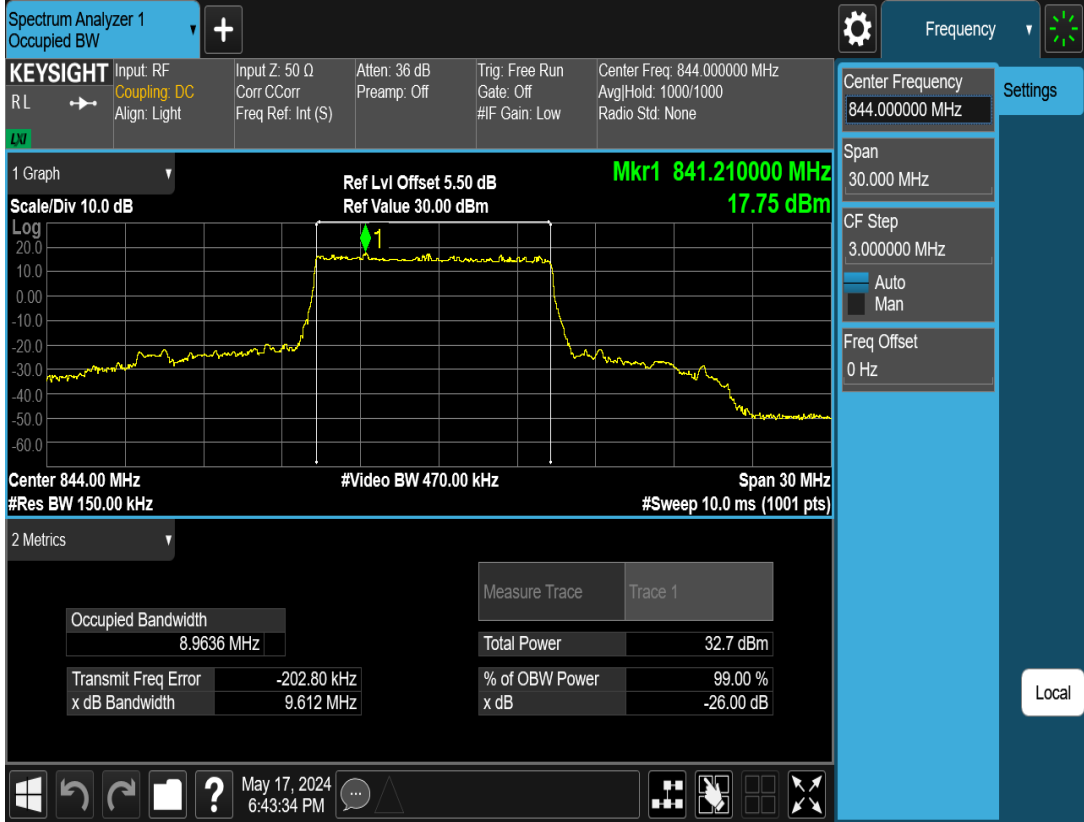 Spectrum Analyzer 1
Occupied BW
+
Frequency
KEYSIGHT
RL
LXI
Input: RF
Coupling: DC
Align: Light
Input Z: 50 Ω
Corr CCorr
Freq Ref: Int (S)
Atten: 36 dB
Preamp: Off
Trig: Free Run
Gate: Off
#IF Gain: Low
Center Freq: 844.000000 MHz
Avg|Hold: 1000/1000
Radio Std: None
Center Frequency
844.000000 MHz
Settings
Span
30.000 MHz
CF Step
3.000000 MHz
Auto
Man
Freq Offset
0 Hz
Local
1 Graph
Ref Lvl Offset 5.50 dB
Mkr1 841.210000 MHz
Scale/Div 10.0 dB
Ref Value 30.00 dBm
17.75 dBm
Log
1
20.0
10.0
0.00
-10.0
-20.0
-30.0
-40.0
-50.0
-60.0
Center 844.00 MHz
#Video BW 470.00 kHz
Span 30 MHz
#Res BW 150.00 kHz
#Sweep 10.0 ms (1001 pts)
2 Metrics
Measure Trace
Trace 1
Occupied Bandwidth
8.9636 MHz
Total Power
32.7 dBm
Transmit Freq Error
-202.80 kHz
% of OBW Power
99.00 %
x dB Bandwidth
9.612 MHz
x dB
-26.00 dB
?
May 17, 2024
6:43:34 PM